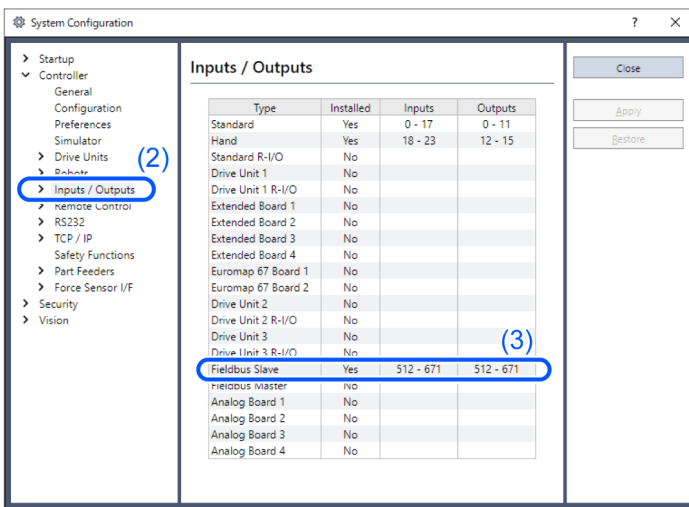 System Configuration
? ×
Startup
Controller
General
Configuration
Preferences
Simulator
Drive Units
(2)
Robots
Inputs / Outputs
Remote Control
RS232
TCP / IP
Safety Functions
Part Feeders
Force Sensor I/F
Security
Vision
Inputs / Outputs
Type Installed Inputs Outputs
Standard Yes 0 - 17 0 - 11
Hand Yes 18 - 23 12 - 15
Standard R-I/O No
Drive Unit 1 No
Drive Unit 1 R-I/O No
Extended Board 1 No
Extended Board 2 No
Extended Board 3 No
Extended Board 4 No
Euromap 67 Board 1 No
Euromap 67 Board 2 No
Drive Unit 2 No
Drive Unit 2 R-I/O No
Drive Unit 3 No
(3)
Drive Unit 3 R-I/O No
Fieldbus Slave Yes 512 - 671 512 - 671
Fieldbus Master No
Analog Board 1 No
Analog Board 2 No
Analog Board 3 No
Analog Board 4 No
Close
Apply
Restore